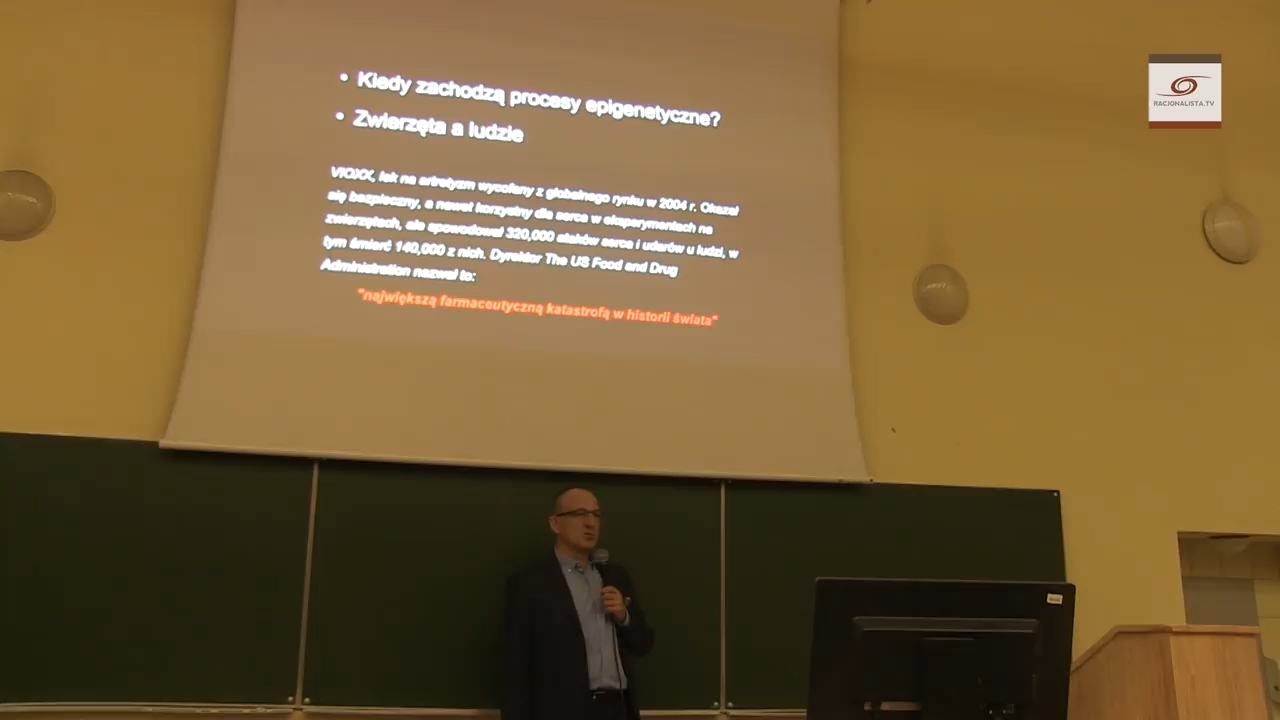 • Kiedy zachodzą procesy epigenetyczne?
• Zwierzęta a ludzie
VIOXX, lek na artretyzm wycofany z globalnego rynku w 2004 r. Okazał
się bezpieczny, a nawet korzystny dla serca w eksperymentach na
zwierzętach, ale spowodował 320,000 ataków serca i udarów u ludzi, w
tym śmierć 140,000 z nich. Dyrektor The US Food and Drug
Administration nazwał to:
"największą farmaceutyczną katastrofą w historii świata"
RACJONALISTA.TV